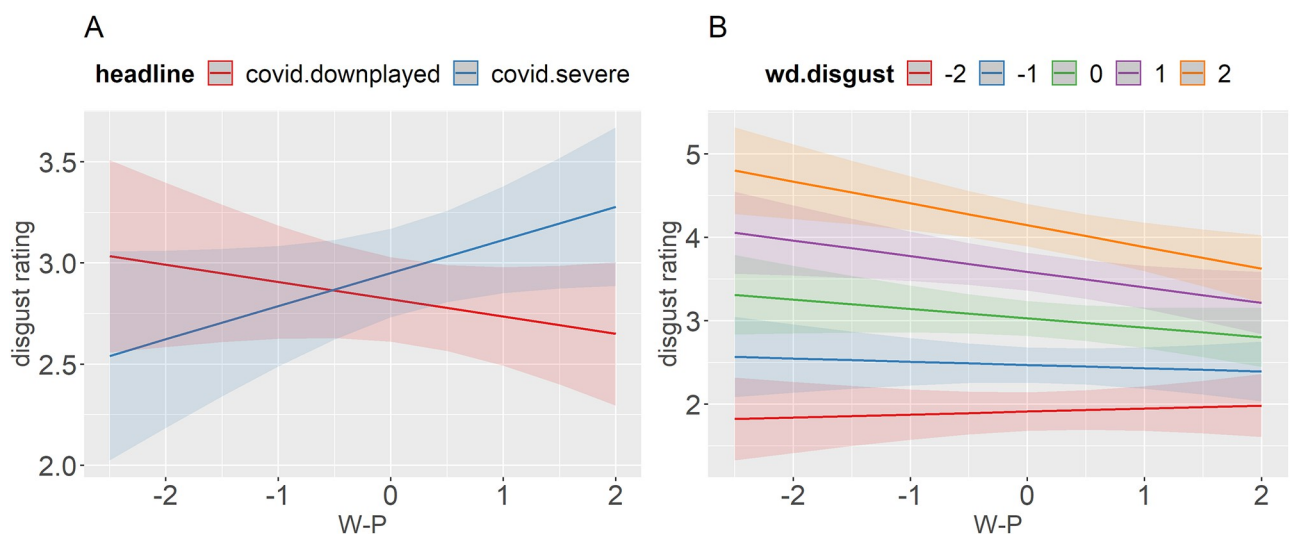 A
headline covid.downplayed covid.severe
disgust rating
3.5
3.0
2.5
2.0
-2 -1 0 1 2
W-P
B
wd.disgust -2 -1 0 1 2
disgust rating
5
4
3
2
-2 -1 0 1 2
W-P